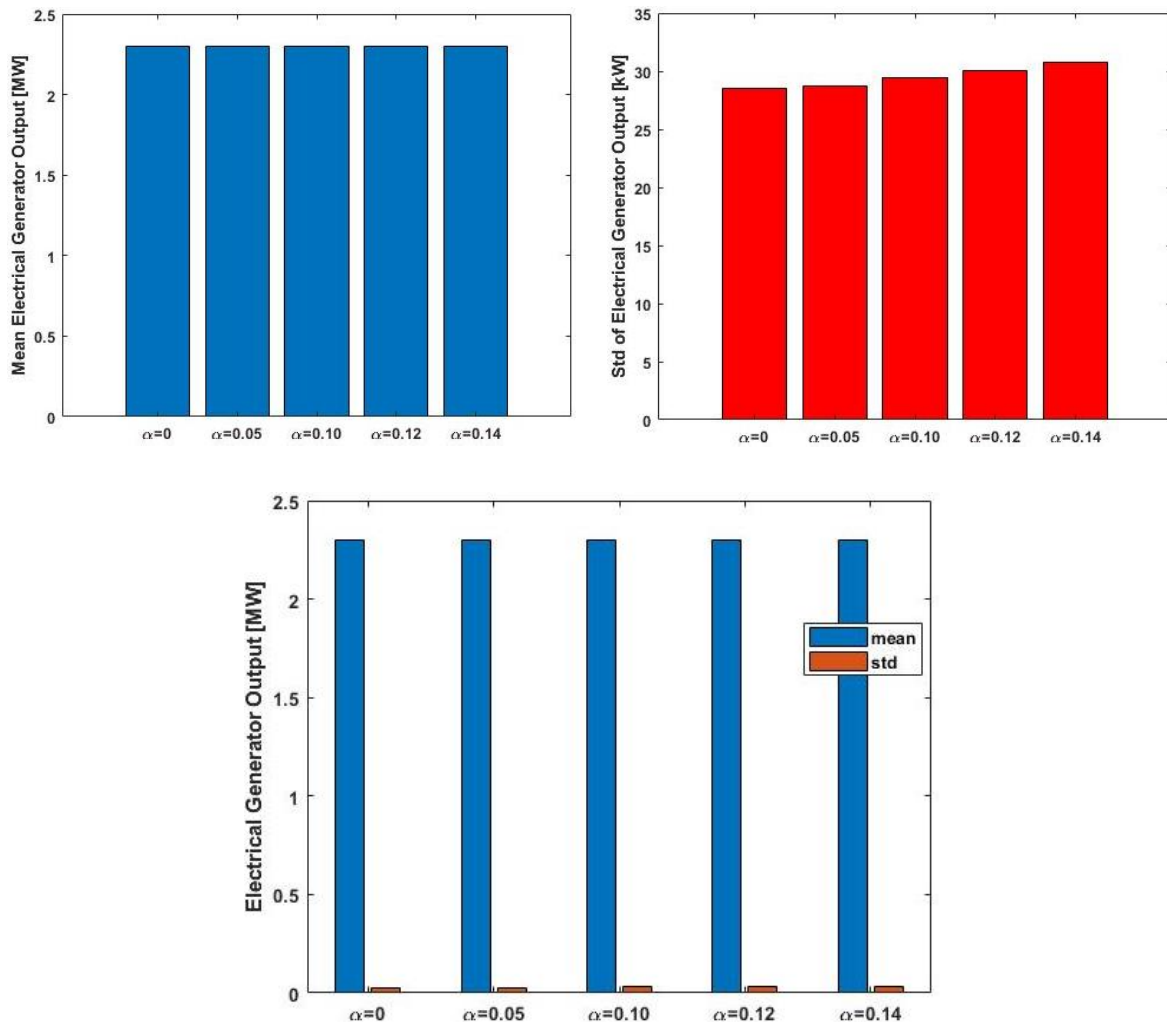 Mean Electrical Generator Output [MW]
2.5
2
1.5
1
0.5
0
α=0 α=0.05 α=0.10 α=0.12 α=0.14
Std of Electrical Generator Output [kW]
35
30
25
20
15
10
5
0
α=0 α=0.05 α=0.10 α=0.12 α=0.14
Electrical Generator Output [MW]
2.5
2
1.5
1
0.5
0
mean
std
α=0 α=0.05 α=0.10 α=0.12 α=0.14